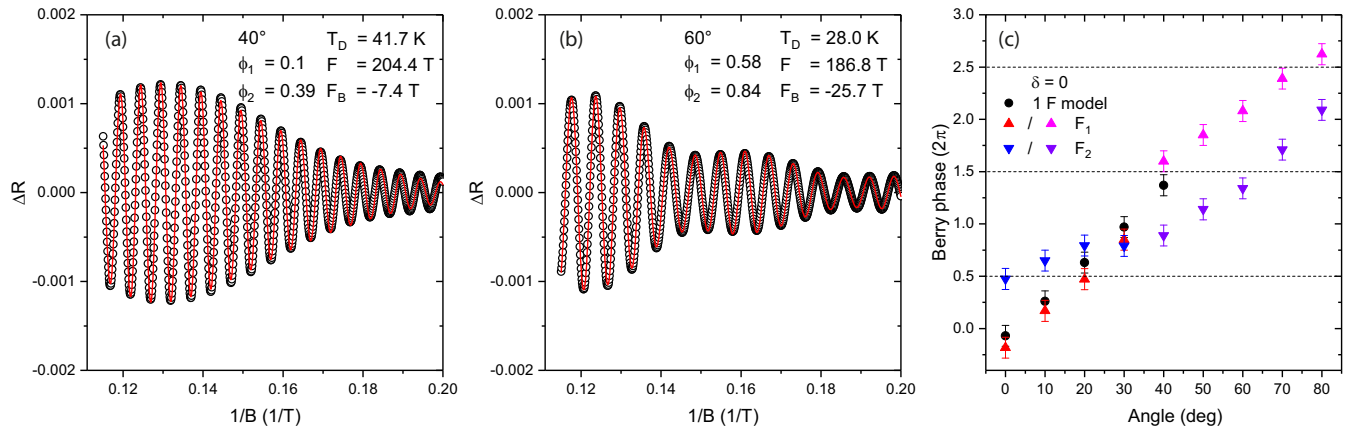 (a)
40°
T_D = 41.7 K
ϕ_1 = 0.1
F = 204.4 T
ϕ_2 = 0.39
F_B = -7.4 T
0.002
0.001
0.000
-0.001
-0.002
ΔR
0.12
0.14
0.16
0.18
0.20
1/B (1/T)
(b)
60°
T_D = 28.0 K
ϕ_1 = 0.58
F = 186.8 T
ϕ_2 = 0.84
F_B = -25.7 T
0.002
0.001
0.000
-0.001
-0.002
ΔR
0.12
0.14
0.16
0.18
0.20
1/B (1/T)
(c)
δ = 0
1 F model
/ F_1
/ F_2
3.0
2.5
2.0
1.5
1.0
0.5
0.0
Berry phase (2π)
0
10
20
30
40
50
60
70
80
Angle (deg)